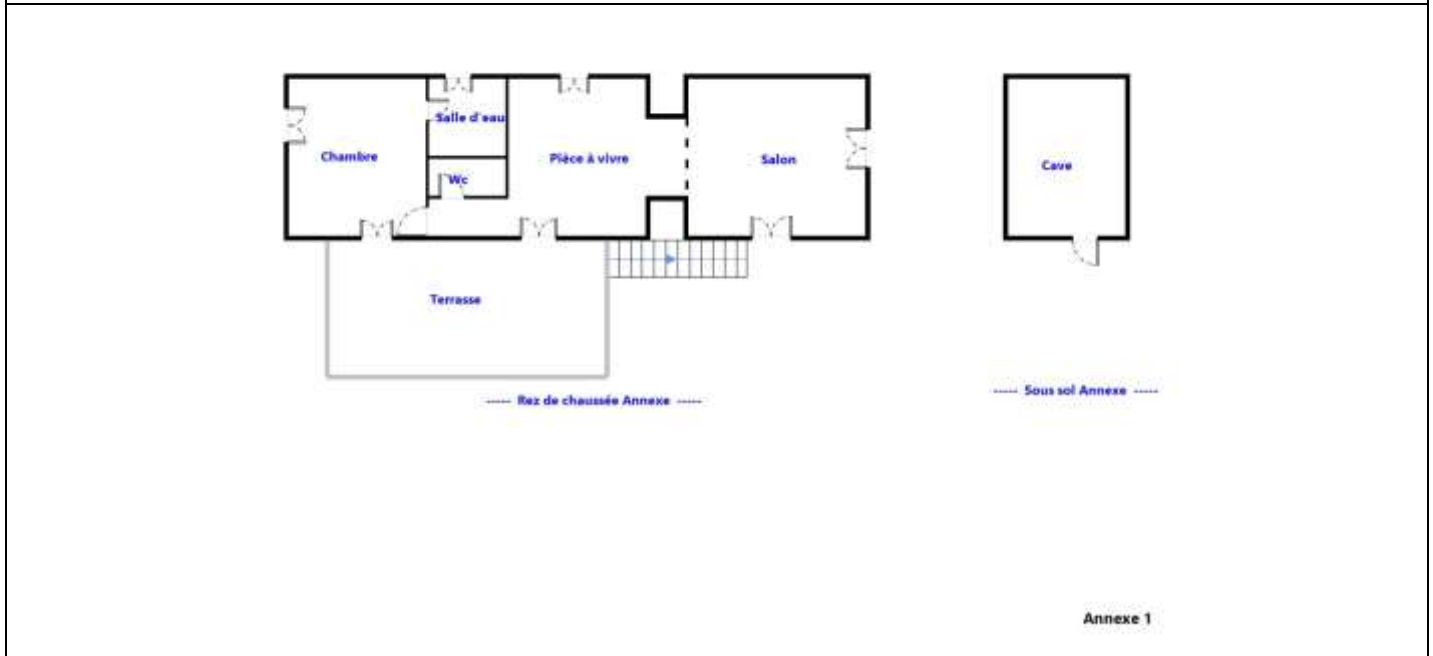 Salle d'eau
Chambre
Pièce à vivre
Salon
Cave
Wc
Terrasse
----- Rez de chaussée Annexe -----
----- Sous sol Annexe -----
Annexe 1